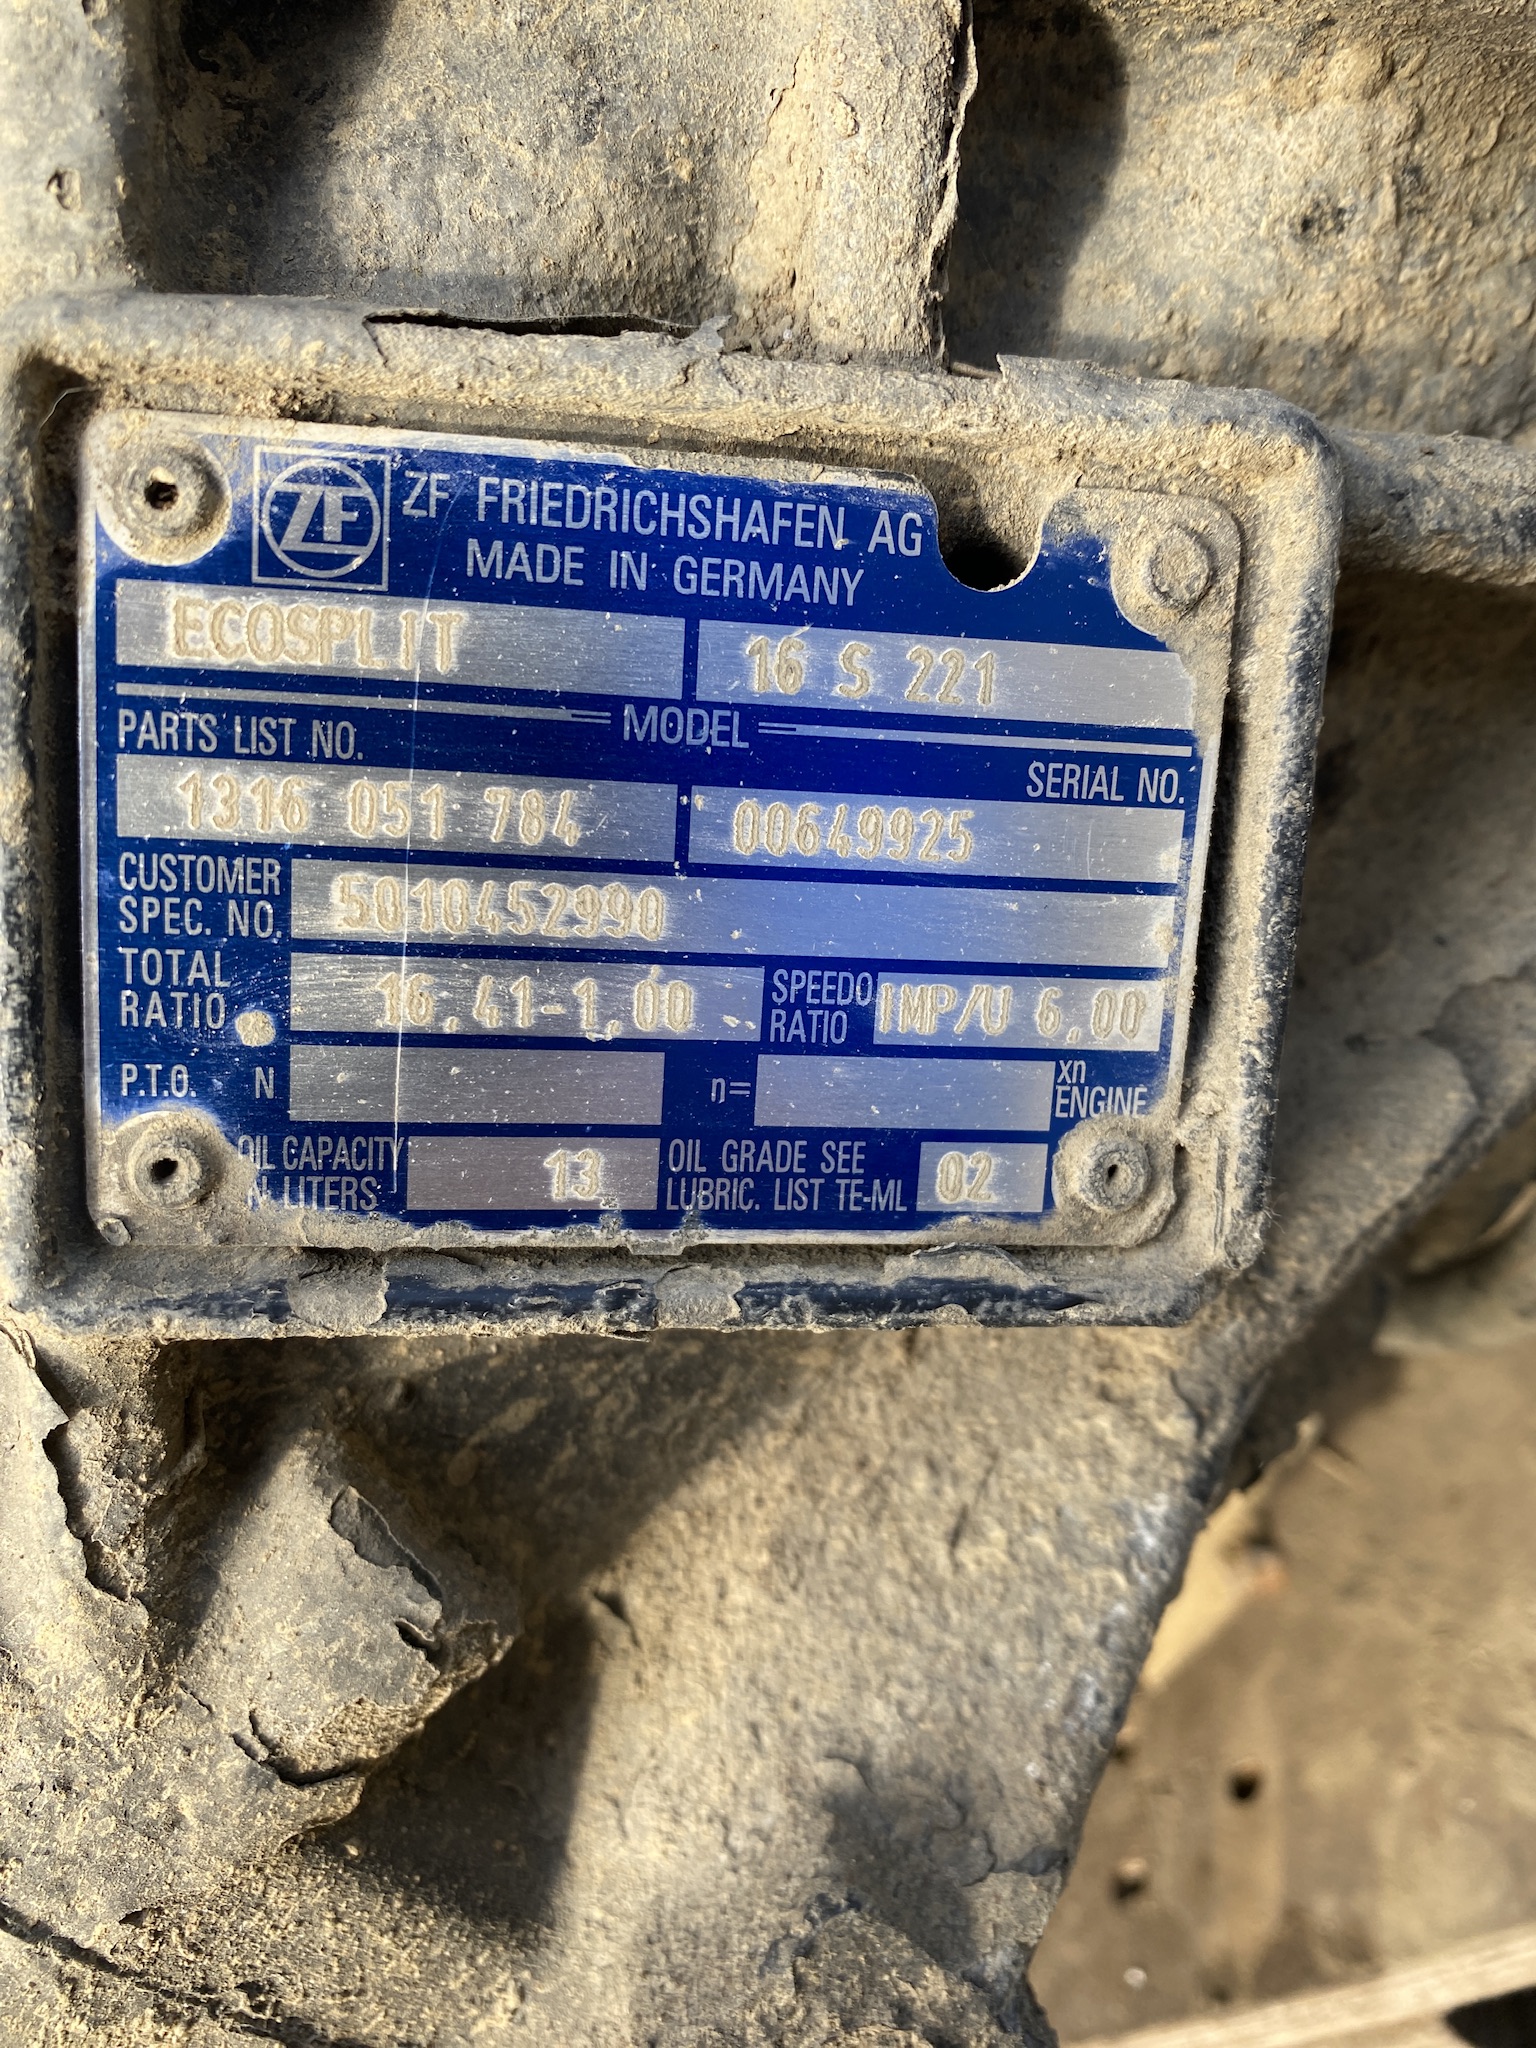 ZF
ZF FRIEDRICHSHAFEN AG
MADE IN GERMANY
ECOSPLIT 16 S 221
MODEL
PARTS LIST NO. SERIAL NO.
1316 051 784 00649925
CUSTOMER
SPEC. NO. 5010452990
TOTAL
RATIO 16,41-1,00 SPEEDO
RATIO IMP/U 6,00
P.T.O. N n= xn
ENGINE
OIL CAPACITY
IN LITERS 13 OIL GRADE SEE
LUBRIC. LIST TE-ML 02